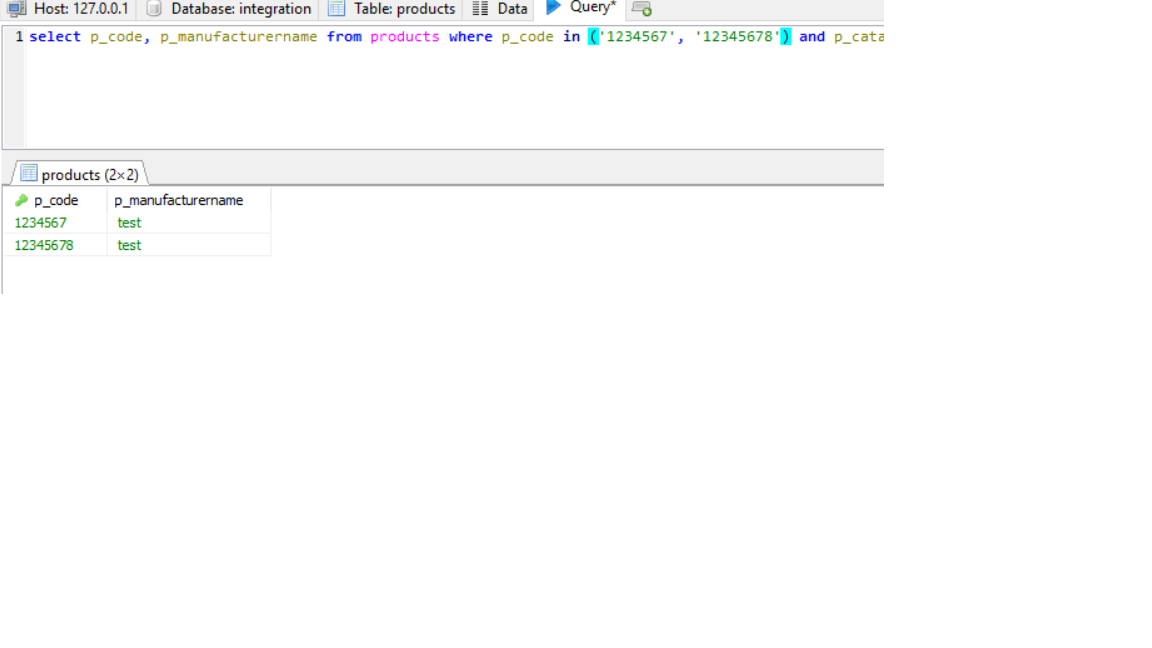 Host: 127.0.0.1 Database: integration Table: products Data Query*
1 select p_code, p_manufacturername from products where p_code in ('1234567', '12345678') and p_cata
products (2×2)
p_code p_manufacturername
1234567 test
12345678 test